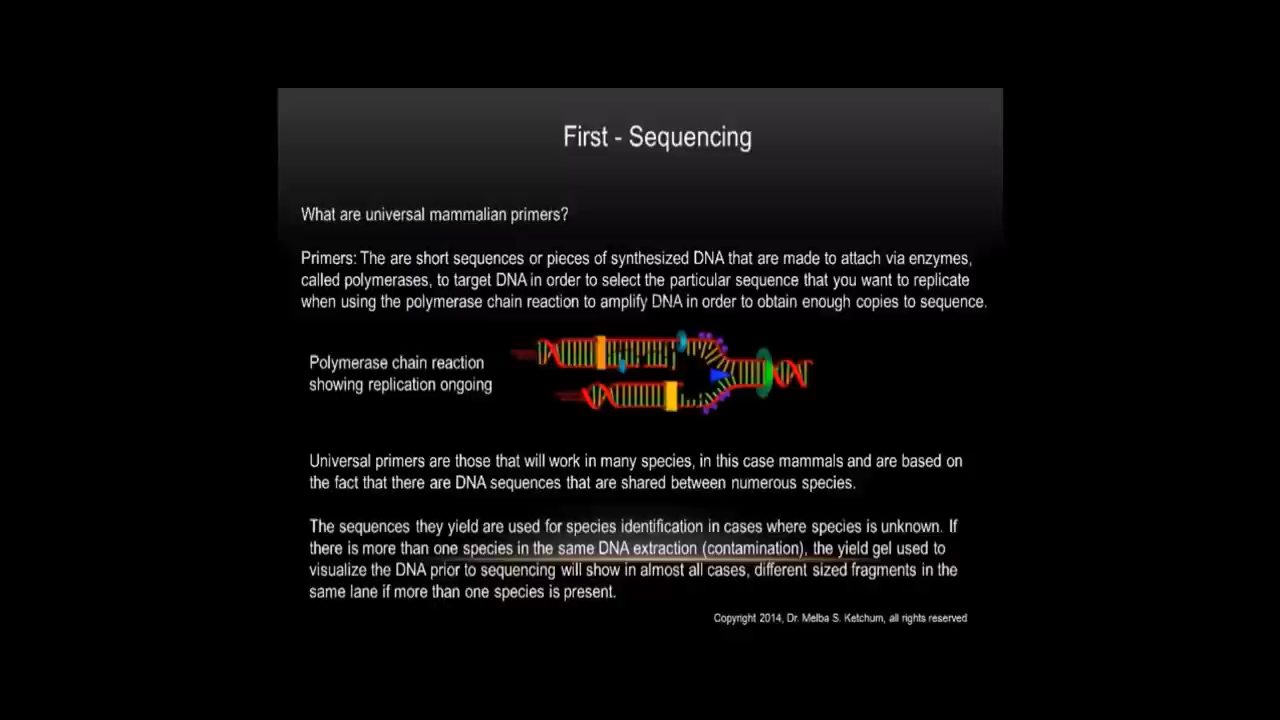 First - Sequencing
What are universal mammalian primers?
Primers: The are short sequences or pieces of synthesized DNA that are made to attach via enzymes,
called polymerases, to target DNA in order to select the particular sequence that you want to replicate
when using the polymerase chain reaction to amplify DNA in order to obtain enough copies to sequence.
Polymerase chain reaction
showing replication ongoing
Universal primers are those that will work in many species, in this case mammals and are based on
the fact that there are DNA sequences that are shared between numerous species.
The sequences they yield are used for species identification in cases where species is unknown. If
there is more than one species in the same DNA extraction (contamination), the yield gel used to
visualize the DNA prior to sequencing will show in almost all cases, different sized fragments in the
same lane if more than one species is present.
Copyright 2014, Dr. Melba S. Ketchum, all rights reserved